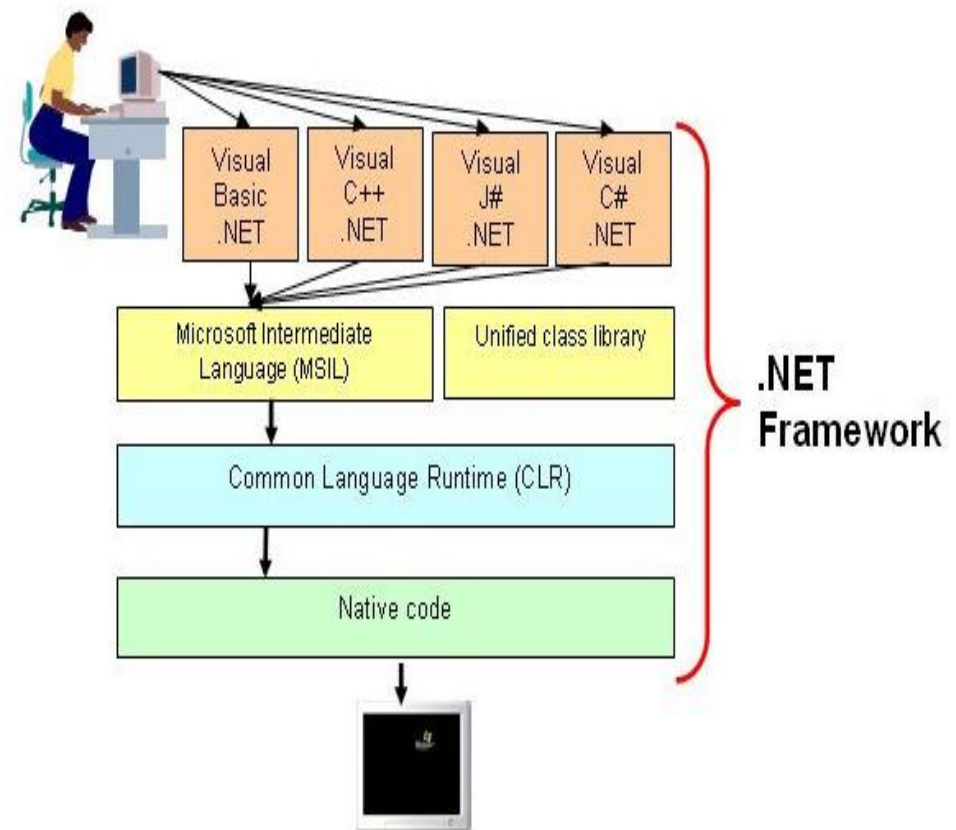 Visual
Basic
.NET
Visual
C++
.NET
Visual
J#
.NET
Visual
C#
.NET
Microsoft Intermediate
Language (MSIL)
Unified class library
.NET
Framework
Common Language Runtime (CLR)
Native code